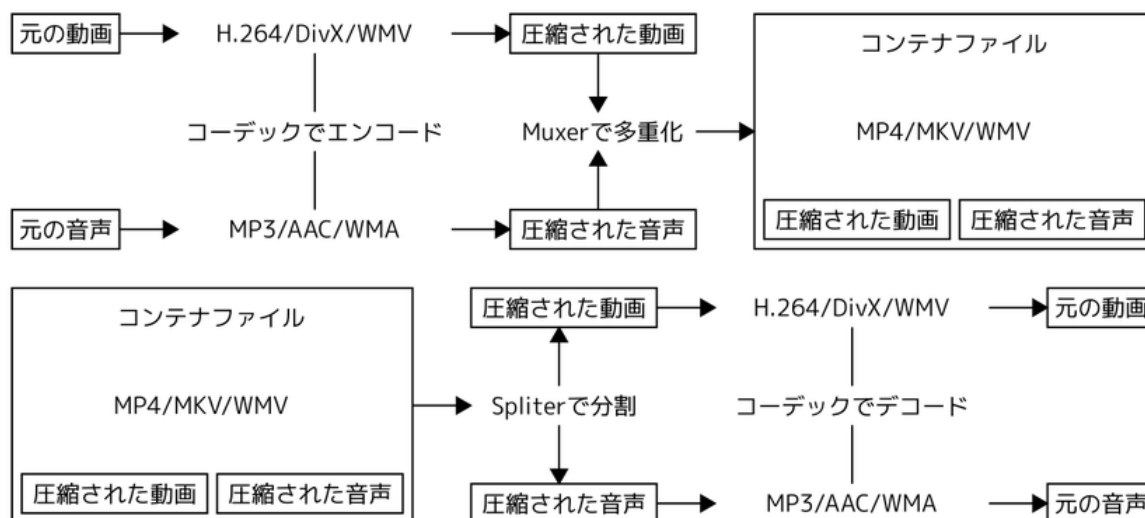 元の動画
H.264/DivX/WMV
圧縮された動画
コーデックでエンコード
Muxerで多重化
元の音声
MP3/AAC/WMA
圧縮された音声
コンテナファイル
MP4/MKV/WMV
圧縮された動画
圧縮された音声
コンテナファイル
MP4/MKV/WMV
圧縮された動画
圧縮された音声
Spliterで分割
圧縮された動画
H.264/DivX/WMV
元の動画
コーデックでデコード
圧縮された音声
MP3/AAC/WMA
元の音声